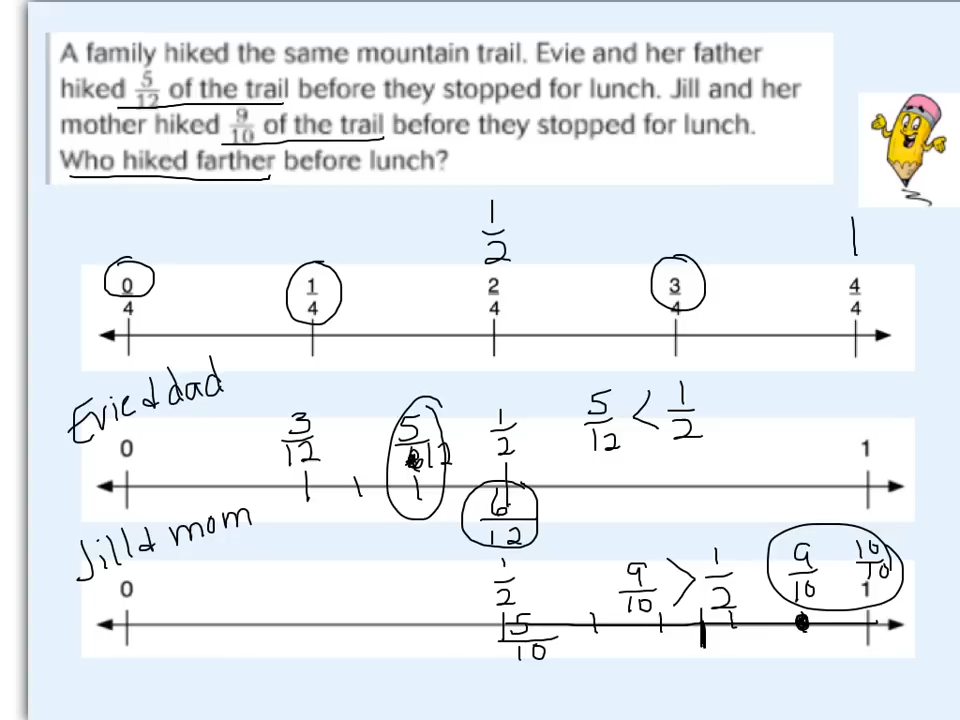 A family hiked the same mountain trail. Evie and her father
hiked 5/12 of the trail before they stopped for lunch. Jill and her
mother hiked 9/10 of the trail before they stopped for lunch.
Who hiked farther before lunch?
1/2 1
0/4 1/4 2/4 3/4 4/4
Evie & dad
3/12 5/12 1/2 5/12 < 1/2
0 1
6/12
Jill & mom
1/2 9/10 > 1/2 9/10 10/10
0 1
5/10